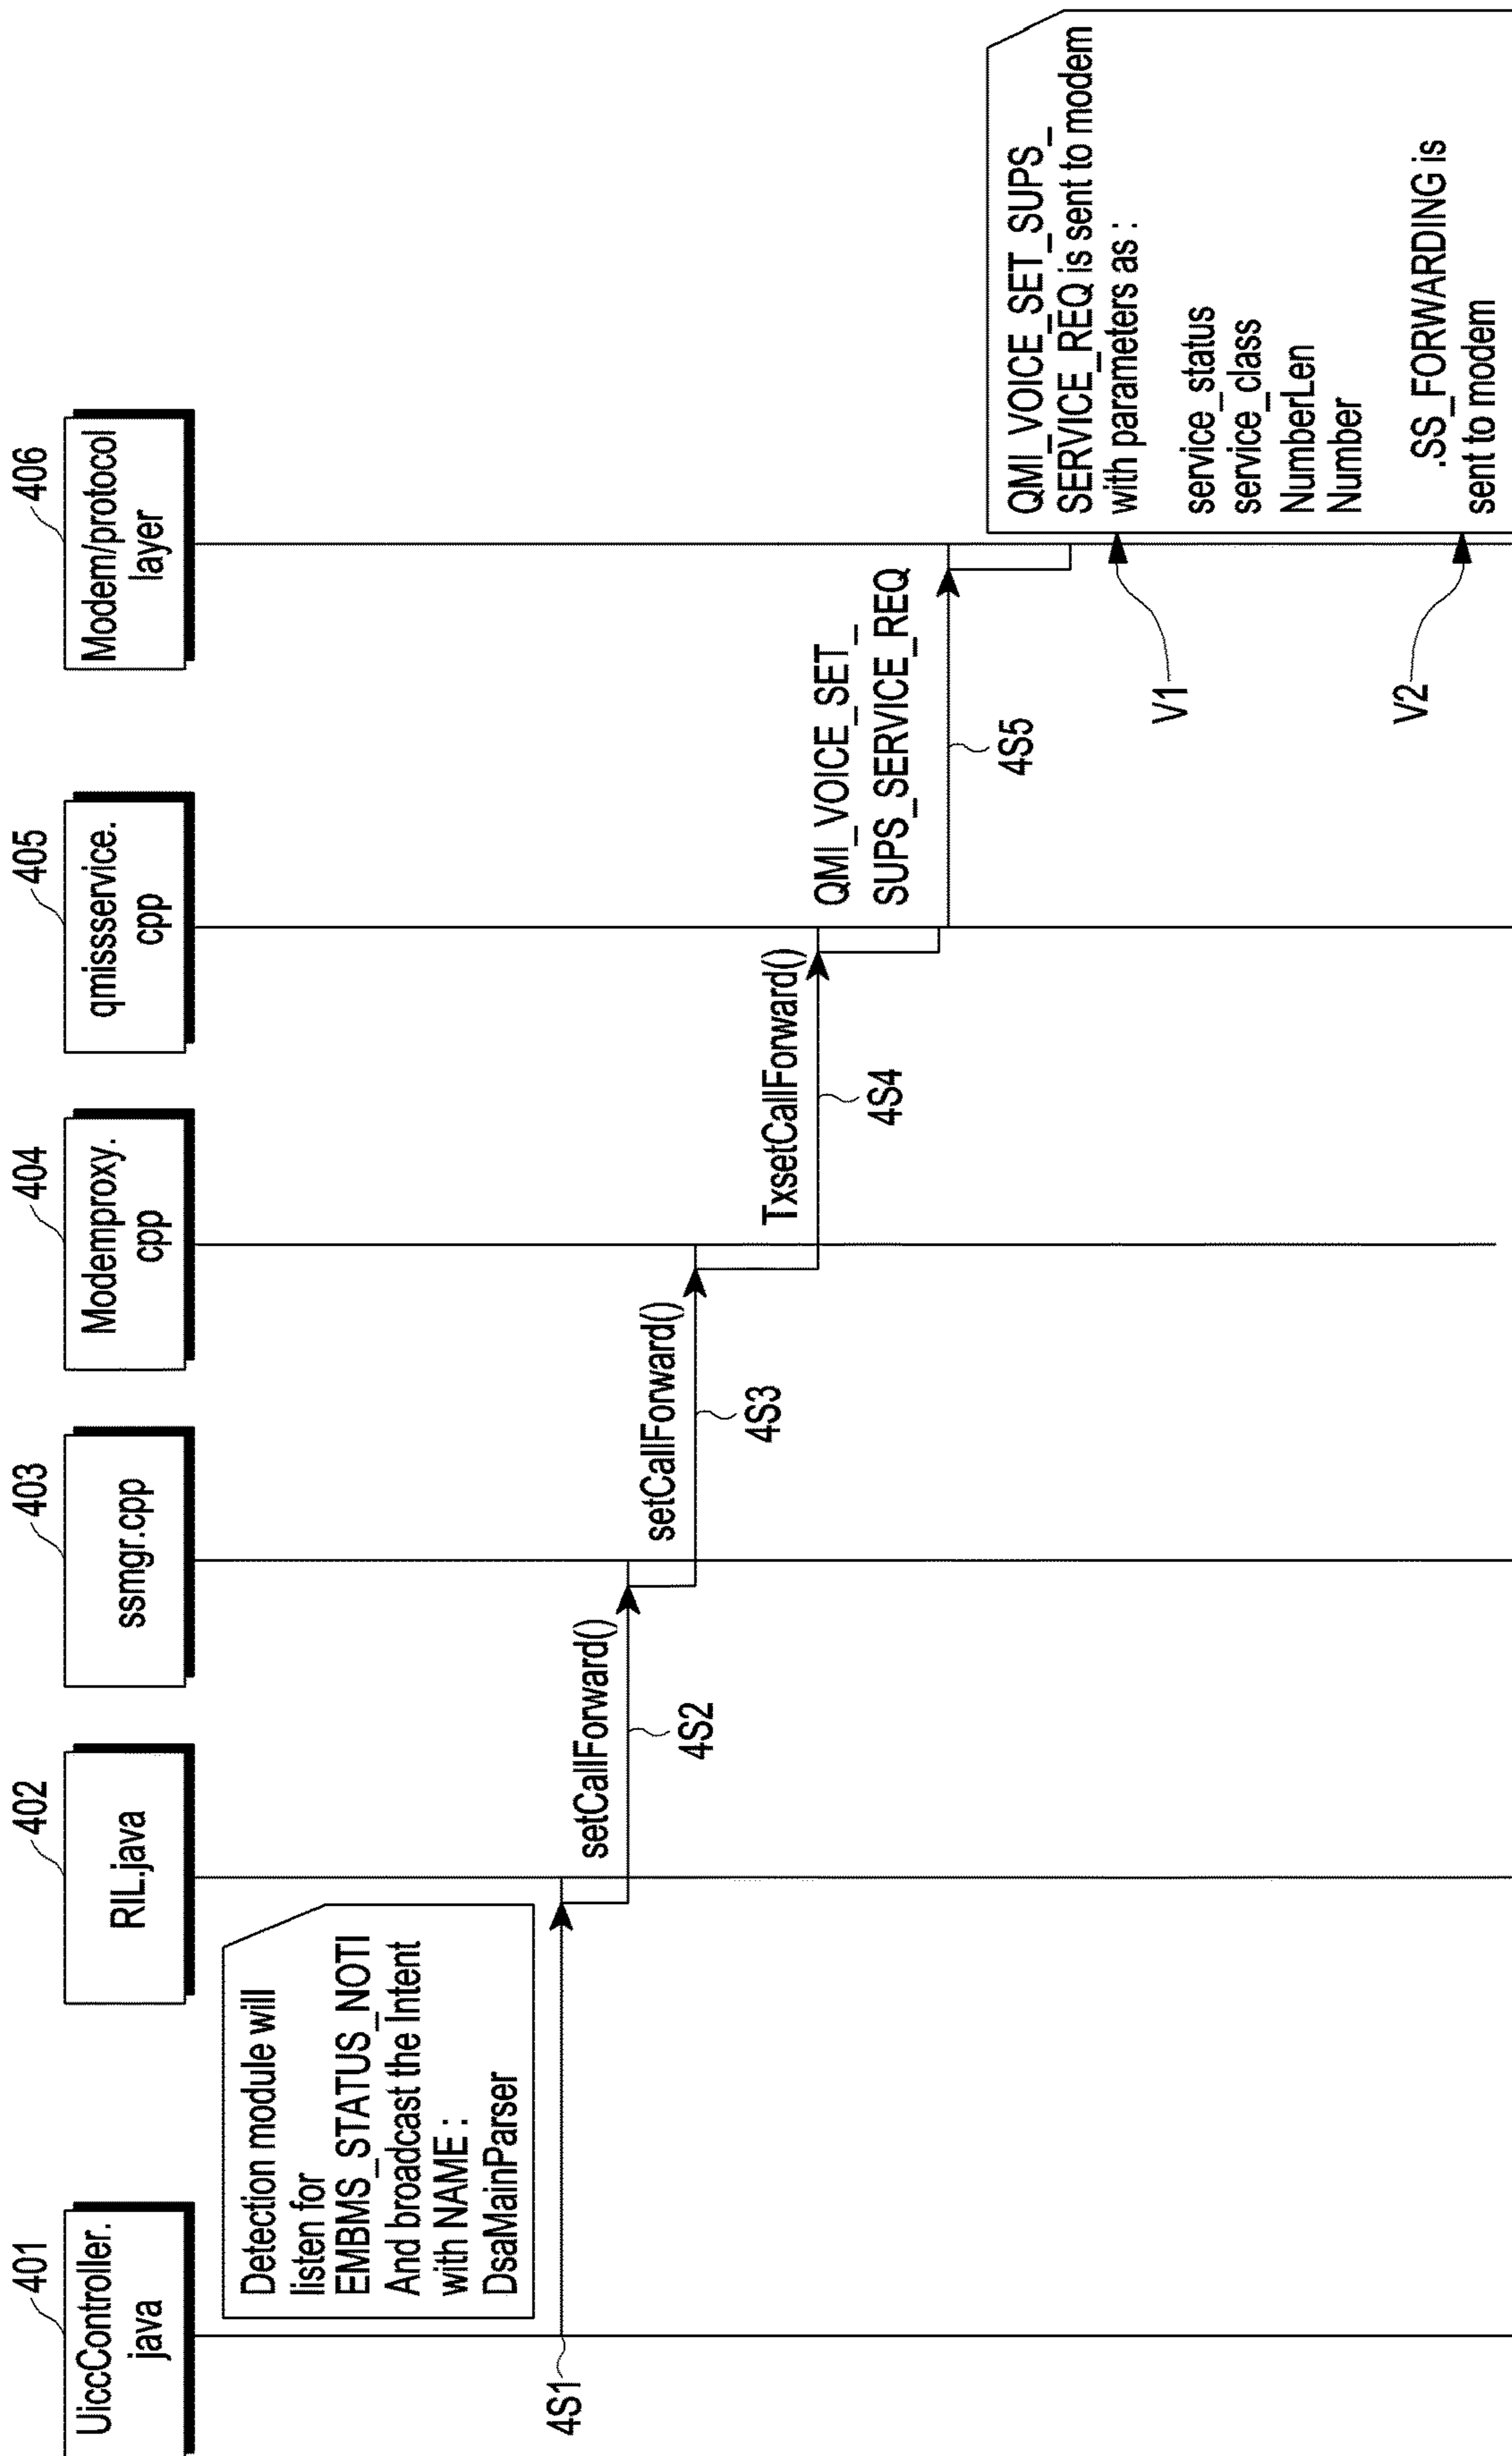 401
UiccController.
java
402
RIL.java
403
ssmgr.cpp
404
Modemproxy.
cpp
405
qmissservice.
cpp
406
Modem/protocol
layer
Detection module will
listen for
EMBMS_STATUS_NOTI
And broadcast the Intent
with NAME :
DsaMainParser
4S1
setCallForward()
4S2
setCallForward()
4S3
TxsetCallForward()
4S4
QMI_VOICE_SET_
SUPS_SERVICE_REQ
4S5
QMI_VOICE_SET_SUPS_
SERVICE_REQ is sent to modem
with parameters as :
V1
service_status
service_class
NumberLen
Number
.SS_FORWARDING is
sent to modem
V2